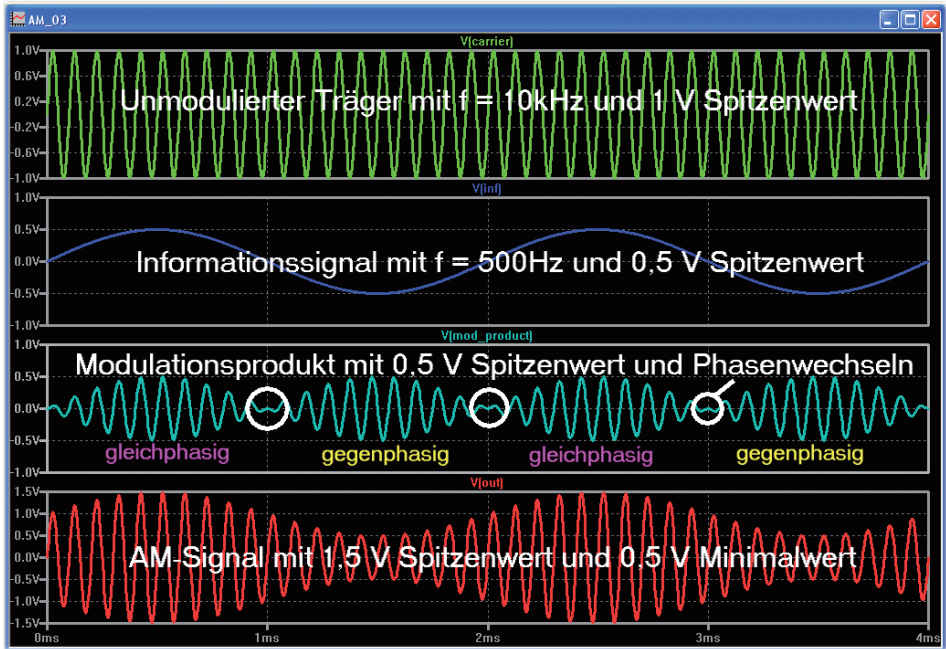 AM_03
V(carrier)
1.0V
0.6V
0.2V
-0.2V
-0.6V
-1.0V
Unmodulierter Träger mit f = 10kHz und 1 V Spitzenwert
V(inf)
1.0V
0.5V
0.0V
-0.5V
-1.0V
Informationssignal mit f = 500Hz und 0,5 V Spitzenwert
V(mod_product)
1.0V
0.5V
0.0V
-0.5V
-1.0V
Modulationsprodukt mit 0,5 V Spitzenwert und Phasenwechseln
gleichphasig gegenphasig gleichphasig gegenphasig
V(out)
1.5V
1.0V
0.5V
0.0V
-0.5V
-1.0V
-1.5V
AM-Signal mit 1,5 V Spitzenwert und 0,5 V Minimalwert
0ms 1ms 2ms 3ms 4ms